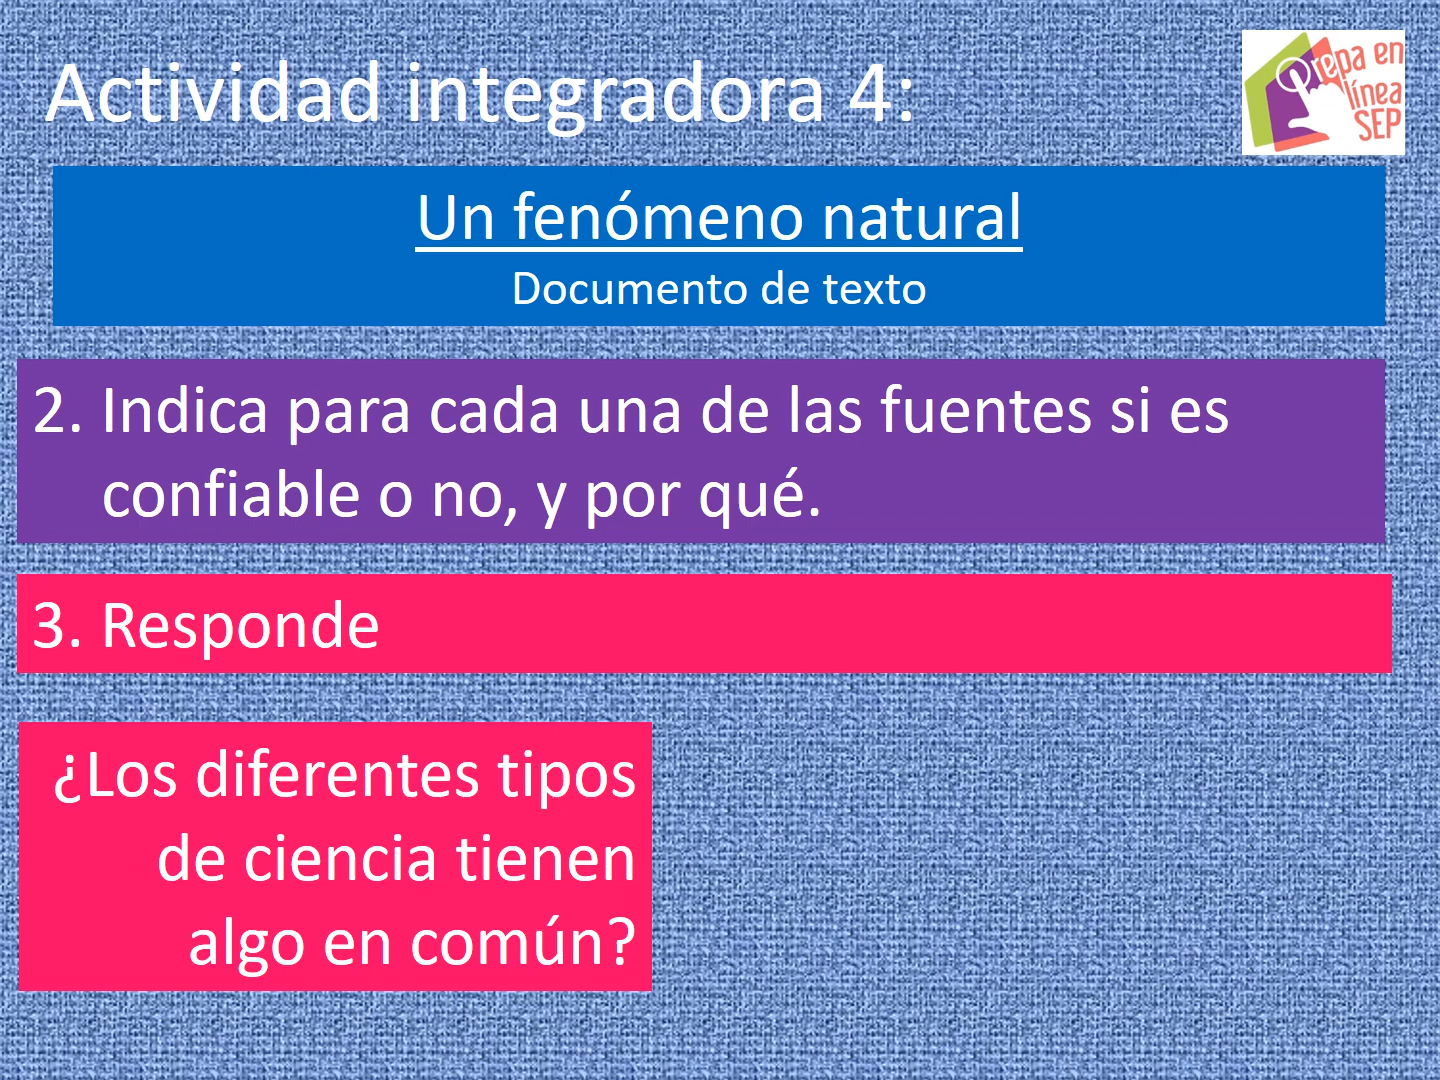 Actividad integradora 4:
Prepa en
línea
SEP
Un fenómeno natural
Documento de texto
2. Indica para cada una de las fuentes si es
confiable o no, y por qué.
3. Responde
¿Los diferentes tipos
de ciencia tienen
algo en común?